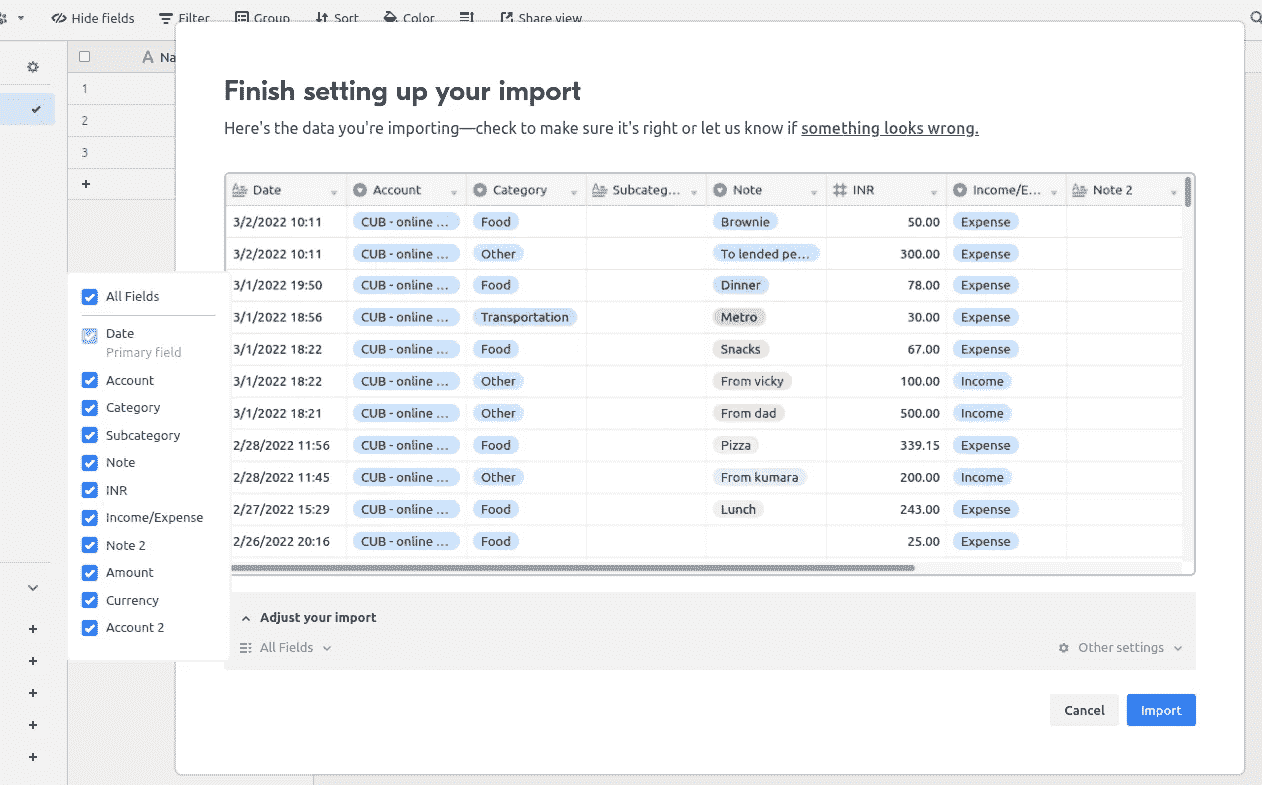 Hide fields Filter Group Sort Color Share view
Na
1
2
3
Finish setting up your import
Here's the data you're importing—check to make sure it's right or let us know if something looks wrong.
Date Account Category Subcateg... Note INR Income/E... Note 2
3/2/2022 10:11 CUB - online ... Food Brownie 50.00 Expense
3/2/2022 10:11 CUB - online ... Other To lended pe... 300.00 Expense
3/1/2022 19:50 CUB - online ... Food Dinner 78.00 Expense
3/1/2022 18:56 CUB - online ... Transportation Metro 30.00 Expense
3/1/2022 18:22 CUB - online ... Food Snacks 67.00 Expense
3/1/2022 18:22 CUB - online ... Other From vicky 100.00 Income
3/1/2022 18:21 CUB - online ... Other From dad 500.00 Income
2/28/2022 11:56 CUB - online ... Food Pizza 339.15 Expense
2/28/2022 11:45 CUB - online ... Other From kumara 200.00 Income
2/27/2022 15:29 CUB - online ... Food Lunch 243.00 Expense
2/26/2022 20:16 CUB - online ... Food 25.00 Expense
All Fields
Date
Primary field
Account
Category
Subcategory
Note
INR
Income/Expense
Note 2
Amount
Currency
Account 2
Adjust your import
All Fields Other settings
Cancel Import